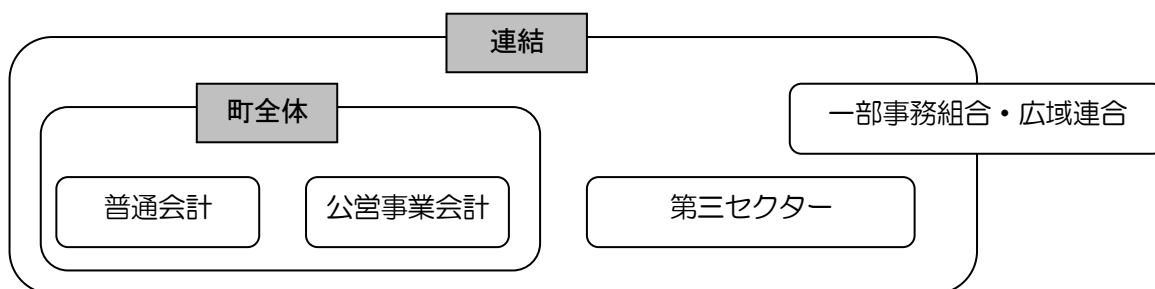 連結
町全体
一部事務組合・広域連合
普通会計
公営事業会計
第三セクター